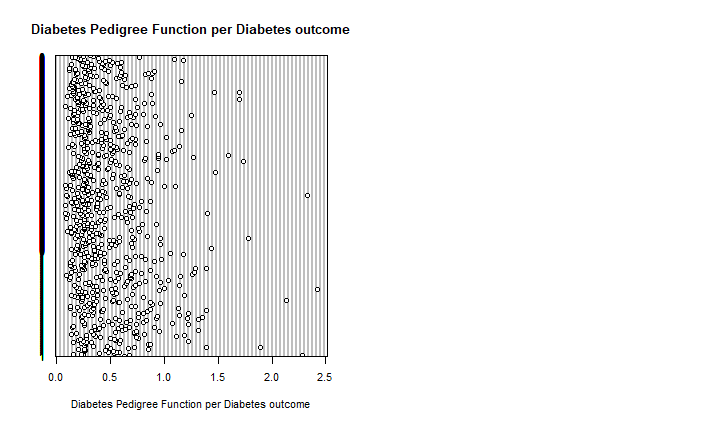 Diabetes Pedigree Function per Diabetes outcome
0.0 0.5 1.0 1.5 2.0 2.5
Diabetes Pedigree Function per Diabetes outcome